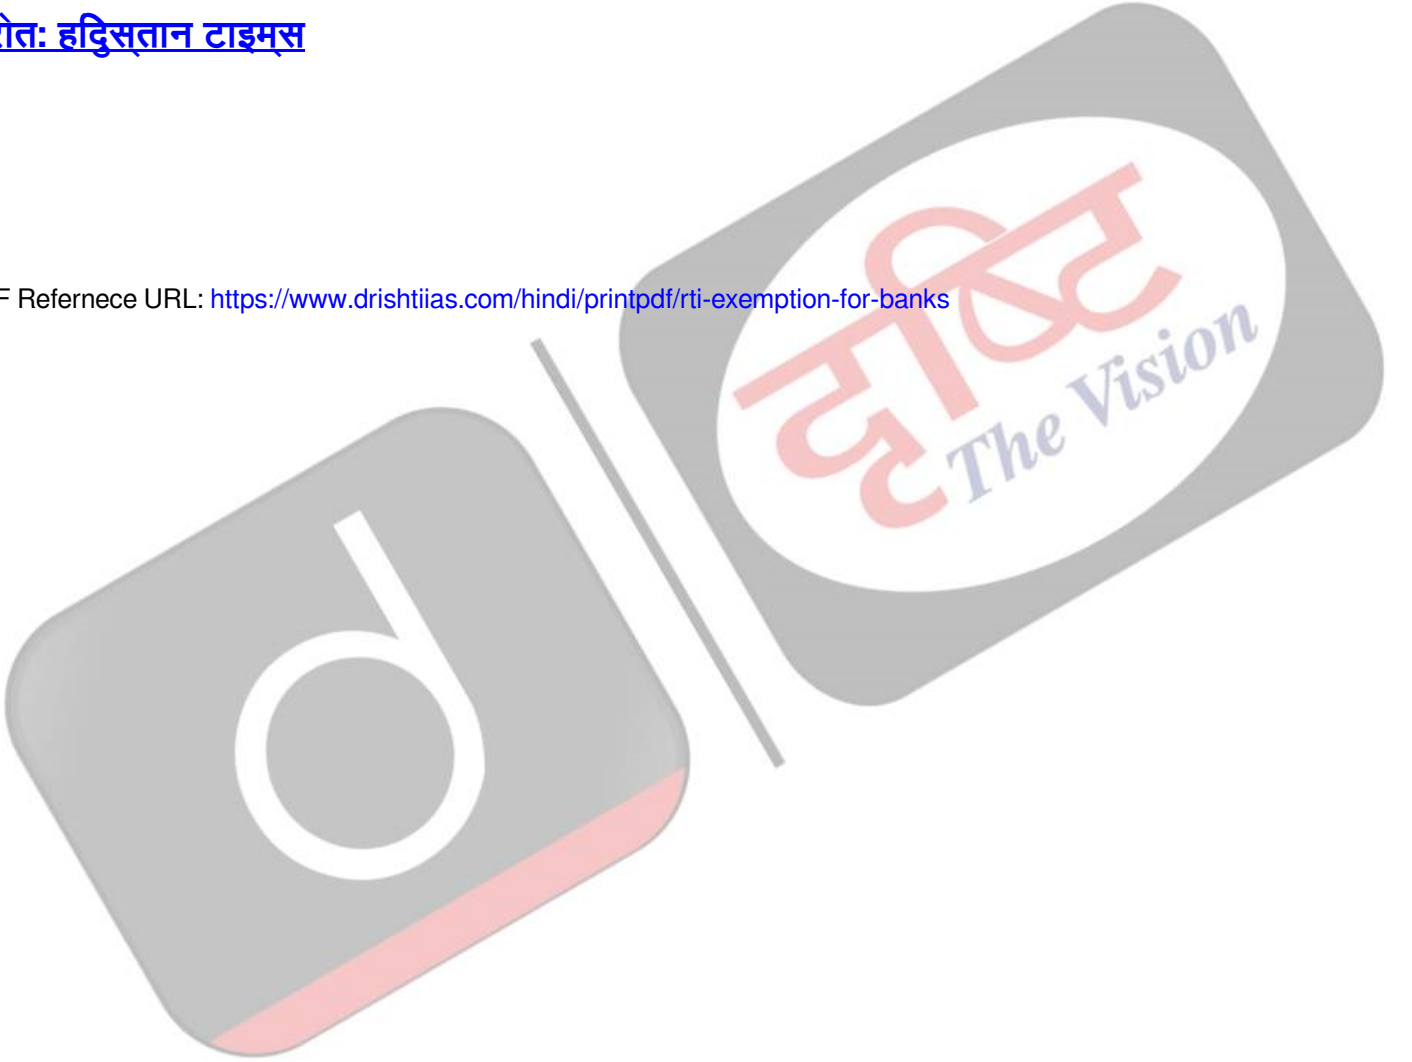 रोत: हिंदुस्तान टाइम्स
F Refernece URL: https://www.drishtiias.com/hindi/printpdf/rti-exemption-for-banks
दृष्टि
The Vision
d